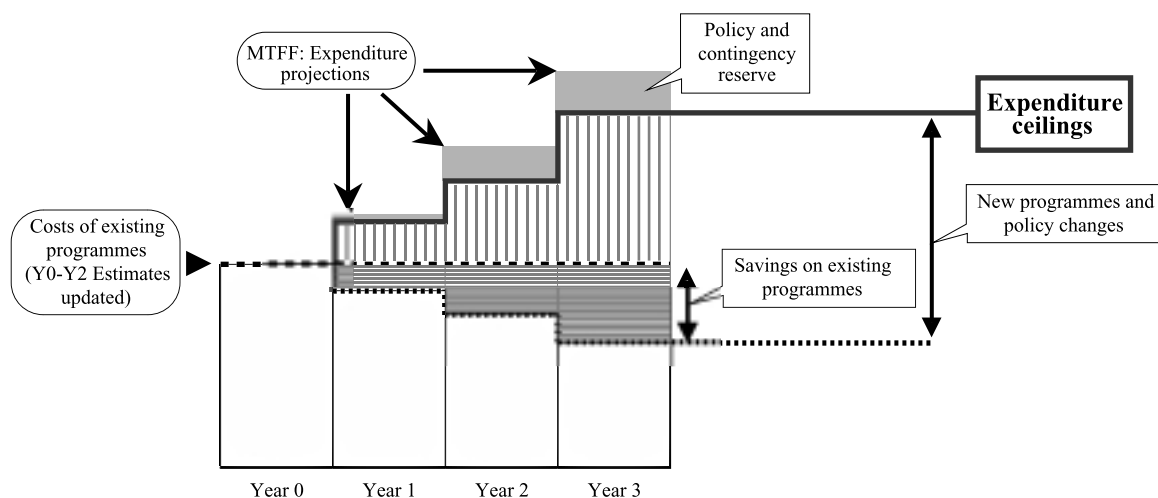 MTFF: Expenditure
projections
Policy and
contingency
reserve
Expenditure
ceilings
New programmes and
policy changes
Costs of existing
programmes
(Y0-Y2 Estimates
updated)
Savings on existing
programmes
Year 0
Year 1
Year 2
Year 3